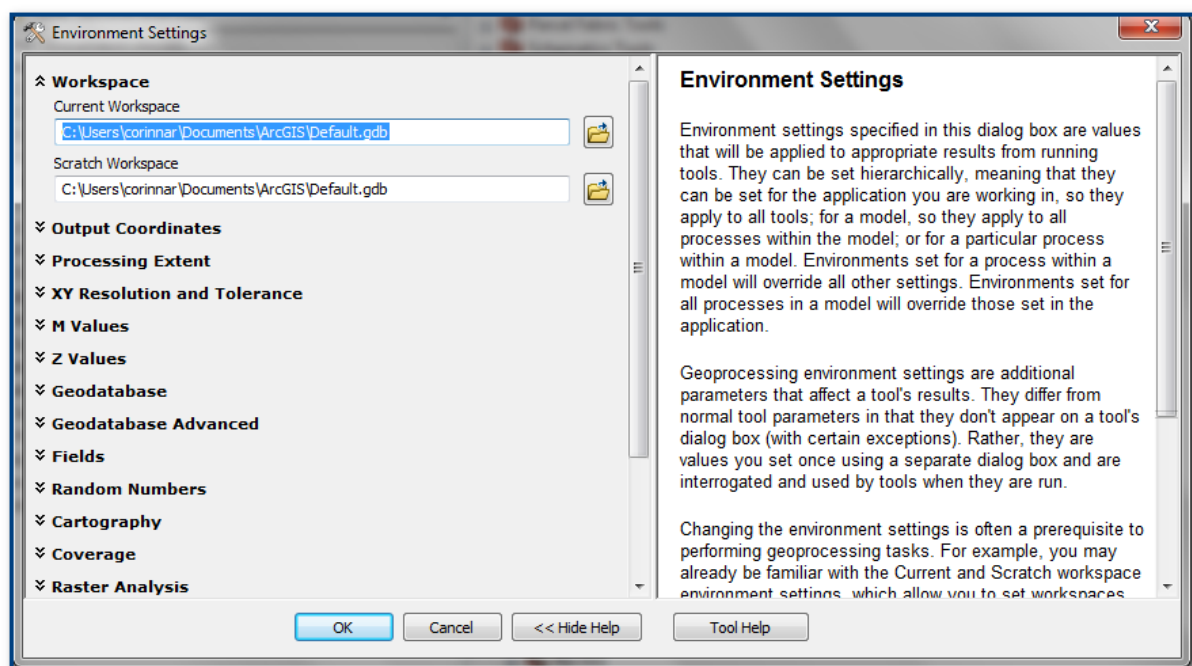 Environment Settings
Workspace
Current Workspace
C:\Users\corinnar\Documents\ArcGIS\Default.gdb
Scratch Workspace
C:\Users\corinnar\Documents\ArcGIS\Default.gdb
Output Coordinates
Processing Extent
XY Resolution and Tolerance
M Values
Z Values
Geodatabase
Geodatabase Advanced
Fields
Random Numbers
Cartography
Coverage
Raster Analysis
Environment Settings
Environment settings specified in this dialog box are values
that will be applied to appropriate results from running
tools. They can be set hierarchically, meaning that they
can be set for the application you are working in, so they
apply to all tools; for a model, so they apply to all
processes within the model; or for a particular process
within a model. Environments set for a process within a
model will override all other settings. Environments set for
all processes in a model will override those set in the
application.
Geoprocessing environment settings are additional
parameters that affect a tool's results. They differ from
normal tool parameters in that they don't appear on a tool's
dialog box (with certain exceptions). Rather, they are
values you set once using a separate dialog box and are
interrogated and used by tools when they are run.
Changing the environment settings is often a prerequisite to
performing geoprocessing tasks. For example, you may
already be familiar with the Current and Scratch workspace
environment settings, which allow you to set workspaces
OK
Cancel
<< Hide Help
Tool Help